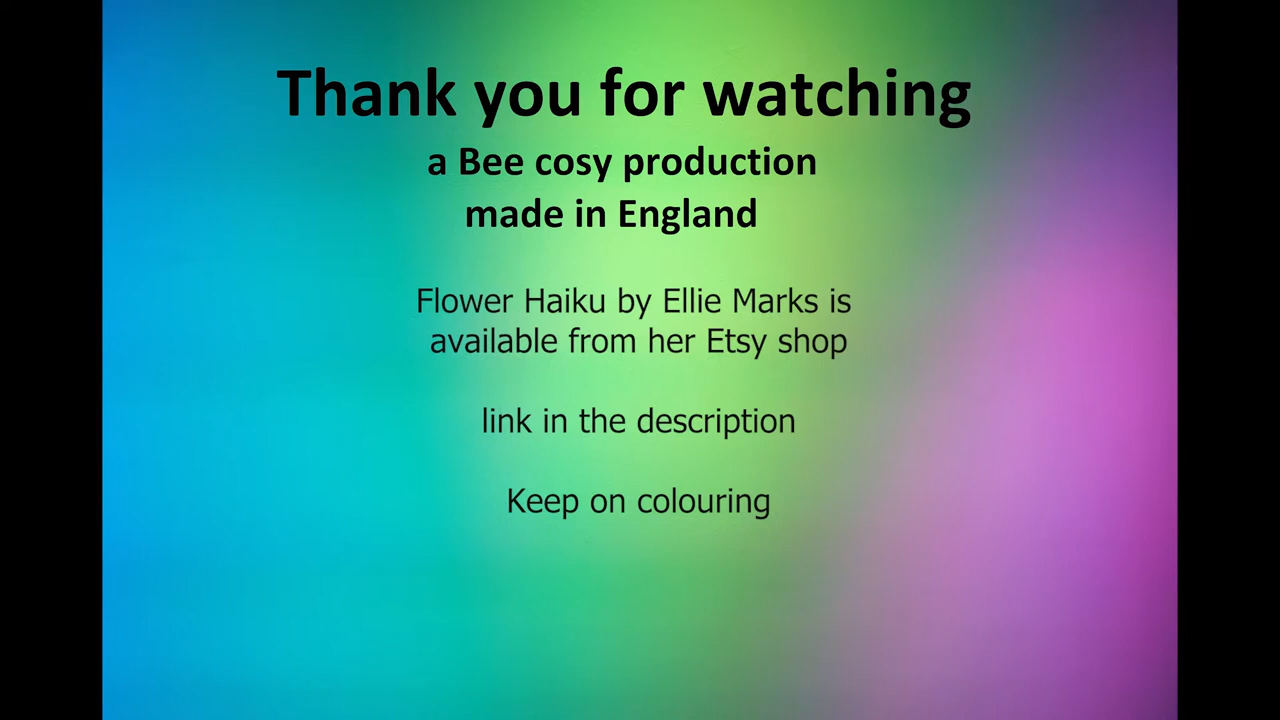 Thank you for watching
a Bee cosy production
made in England
Flower Haiku by Ellie Marks is
available from her Etsy shop
link in the description
Keep on colouring